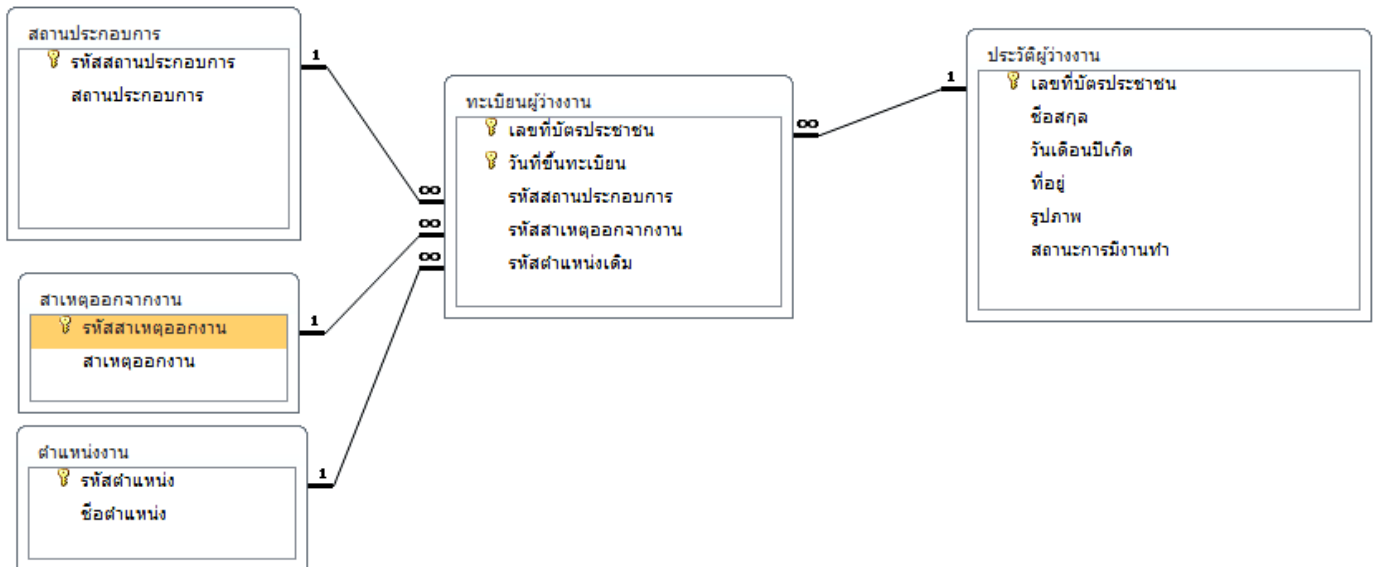 สถานประกอบการ
รหัสสถานประกอบการ
สถานประกอบการ
1
∞
สาเหตุออกจากงาน
รหัสสาเหตุออกงาน
สาเหตุออกงาน
1
∞
ตำแหน่งงาน
รหัสตำแหน่ง
ชื่อตำแหน่ง
1
∞
ทะเบียนผู้ว่างงาน
เลขที่บัตรประชาชน
วันที่ขึ้นทะเบียน
รหัสสถานประกอบการ
รหัสสาเหตุออกจากงาน
รหัสตำแหน่งเดิม
∞
1
ประวัติผู้ว่างงาน
เลขที่บัตรประชาชน
ชื่อสกุล
วันเดือนปีเกิด
ที่อยู่
รูปภาพ
สถานะการมีงานทำ